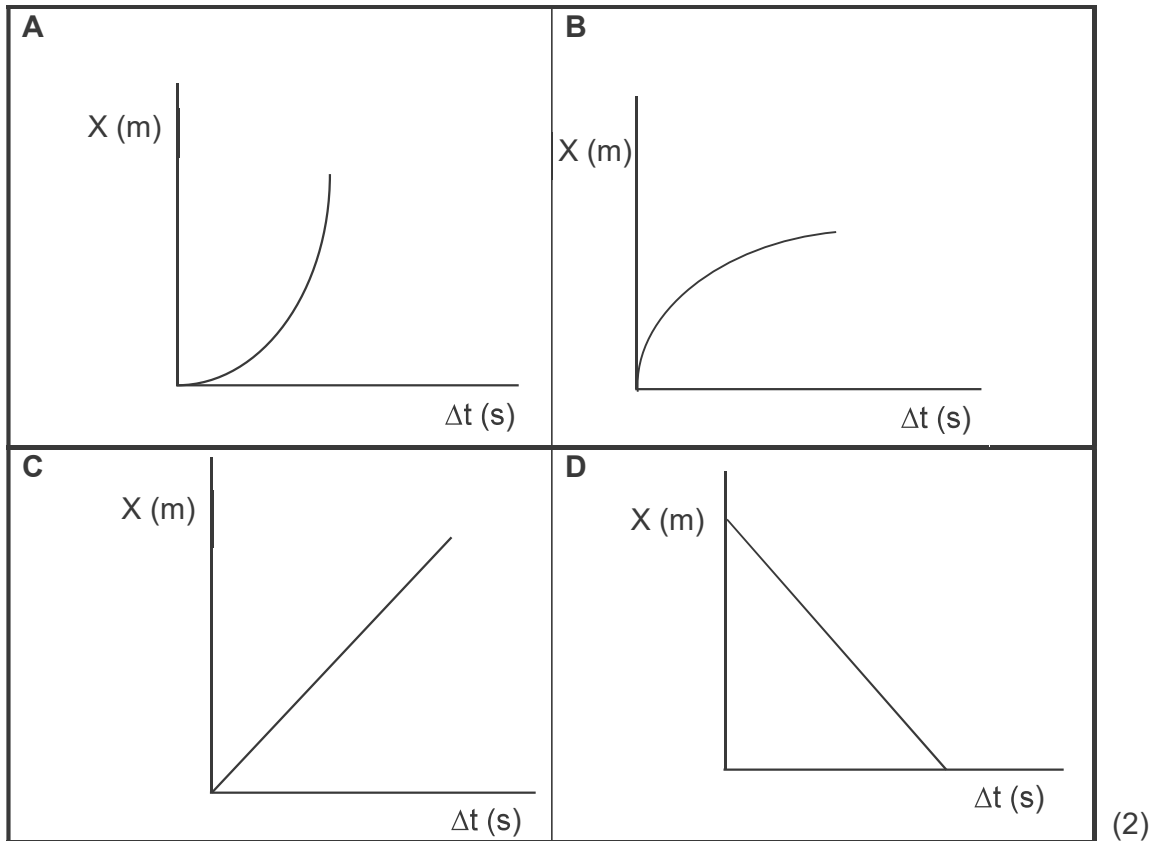 A
X (m)
Δt (s)
B
X (m)
Δt (s)
C
X (m)
Δt (s)
D
X (m)
Δt (s)
(2)